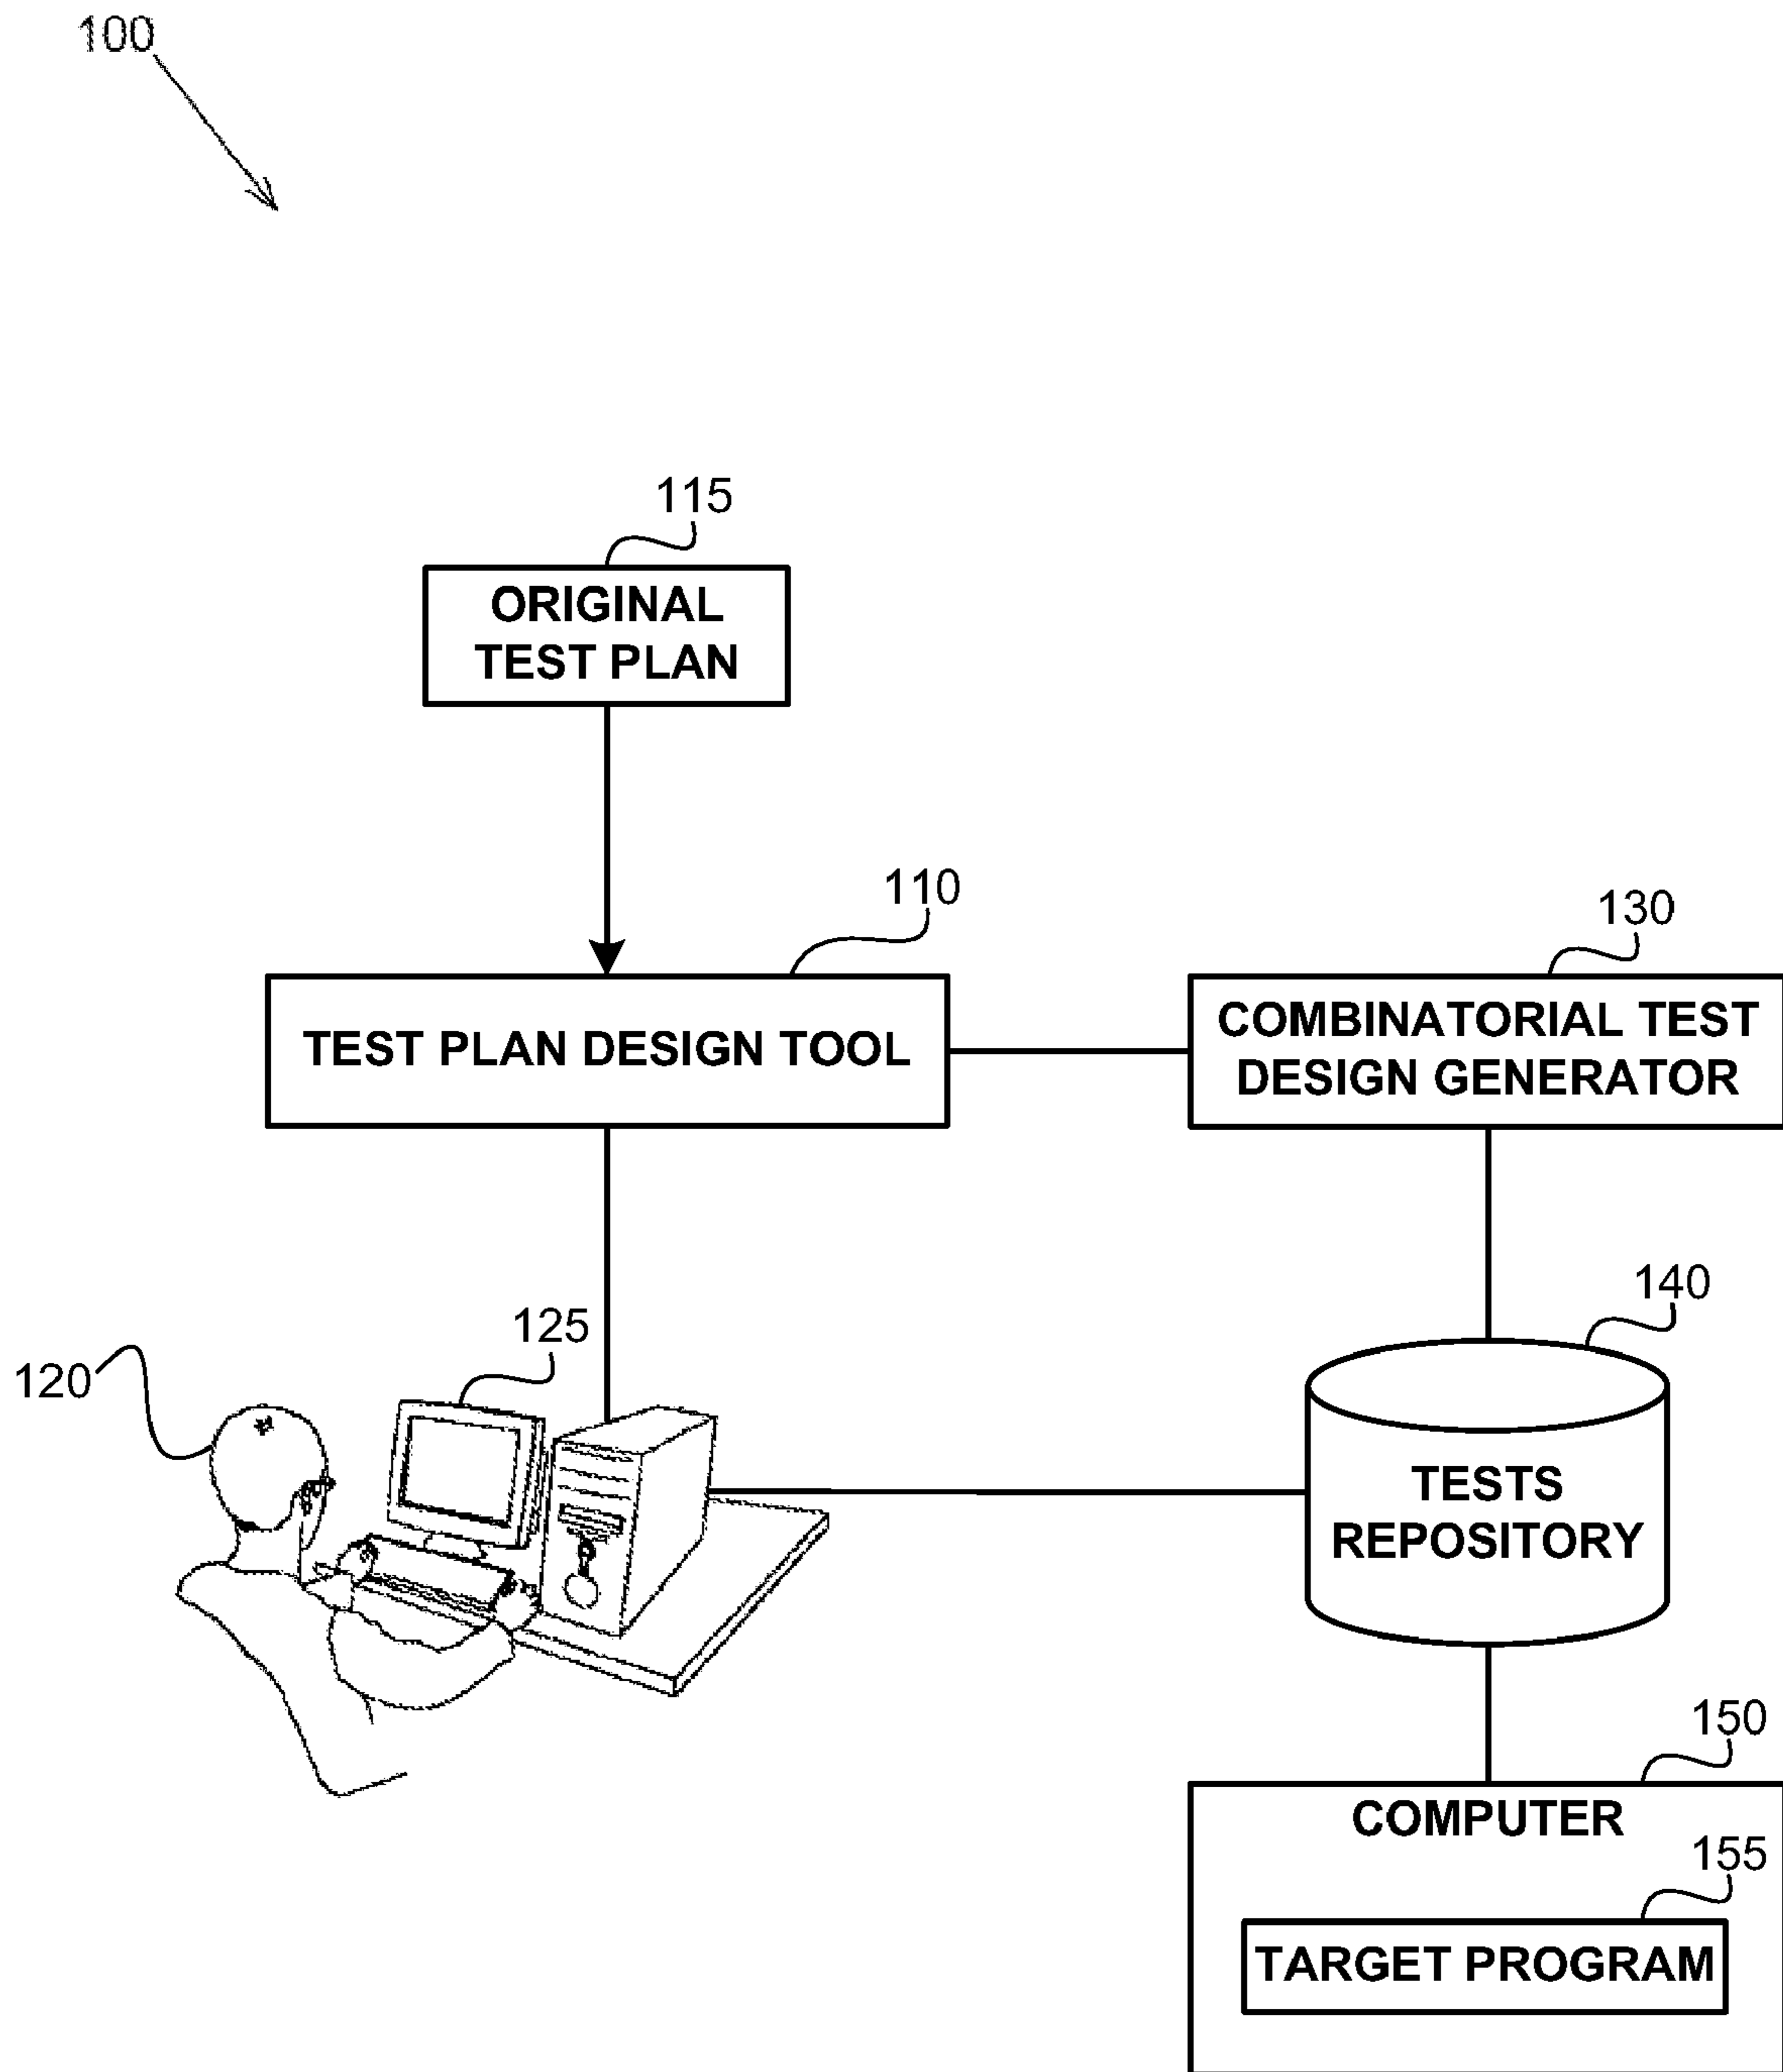 100
115
ORIGINAL
TEST PLAN
110
130
TEST PLAN DESIGN TOOL
COMBINATORIAL TEST
DESIGN GENERATOR
140
125
120
TESTS
REPOSITORY
150
COMPUTER
155
TARGET PROGRAM